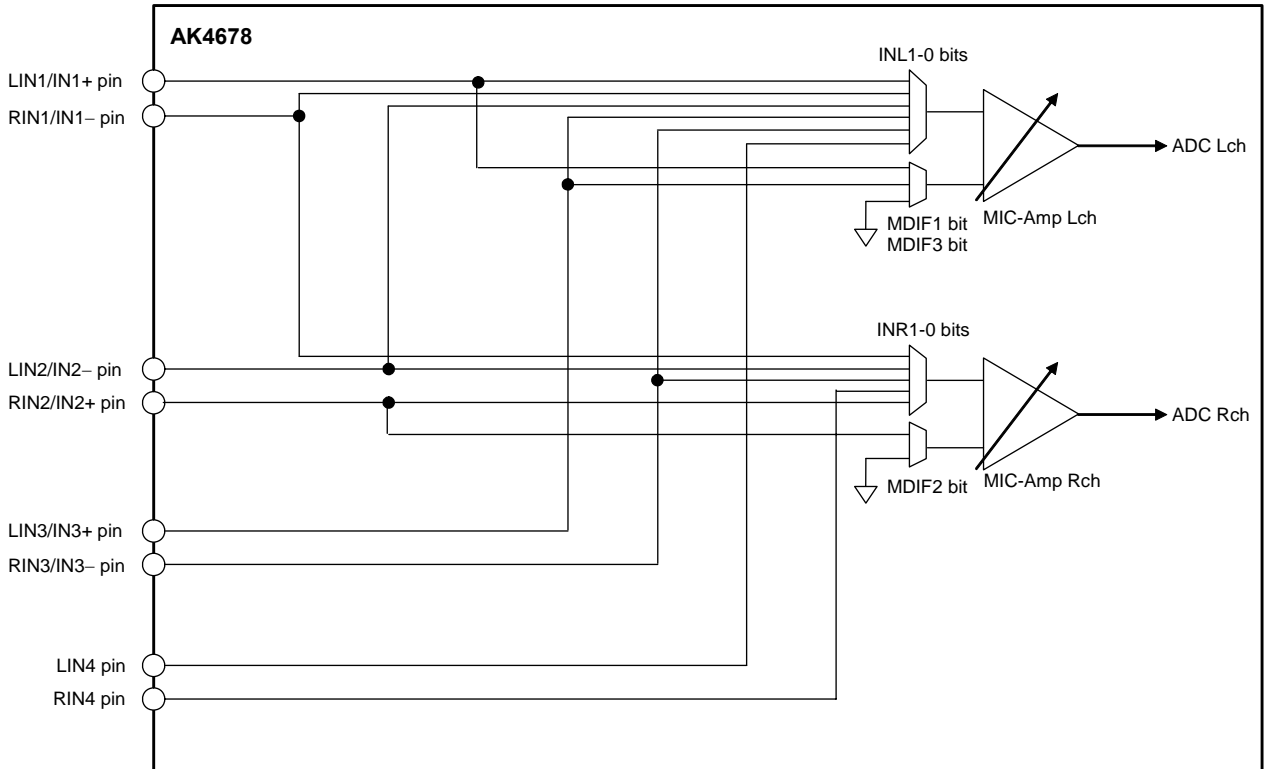 AK4678
INL1-0 bits
LIN1/IN1+ pin
RIN1/IN1− pin
ADC Lch
MIC-Amp Lch
MDIF1 bit
MDIF3 bit
INR1-0 bits
LIN2/IN2− pin
RIN2/IN2+ pin
ADC Rch
MIC-Amp Rch
MDIF2 bit
LIN3/IN3+ pin
RIN3/IN3− pin
LIN4 pin
RIN4 pin